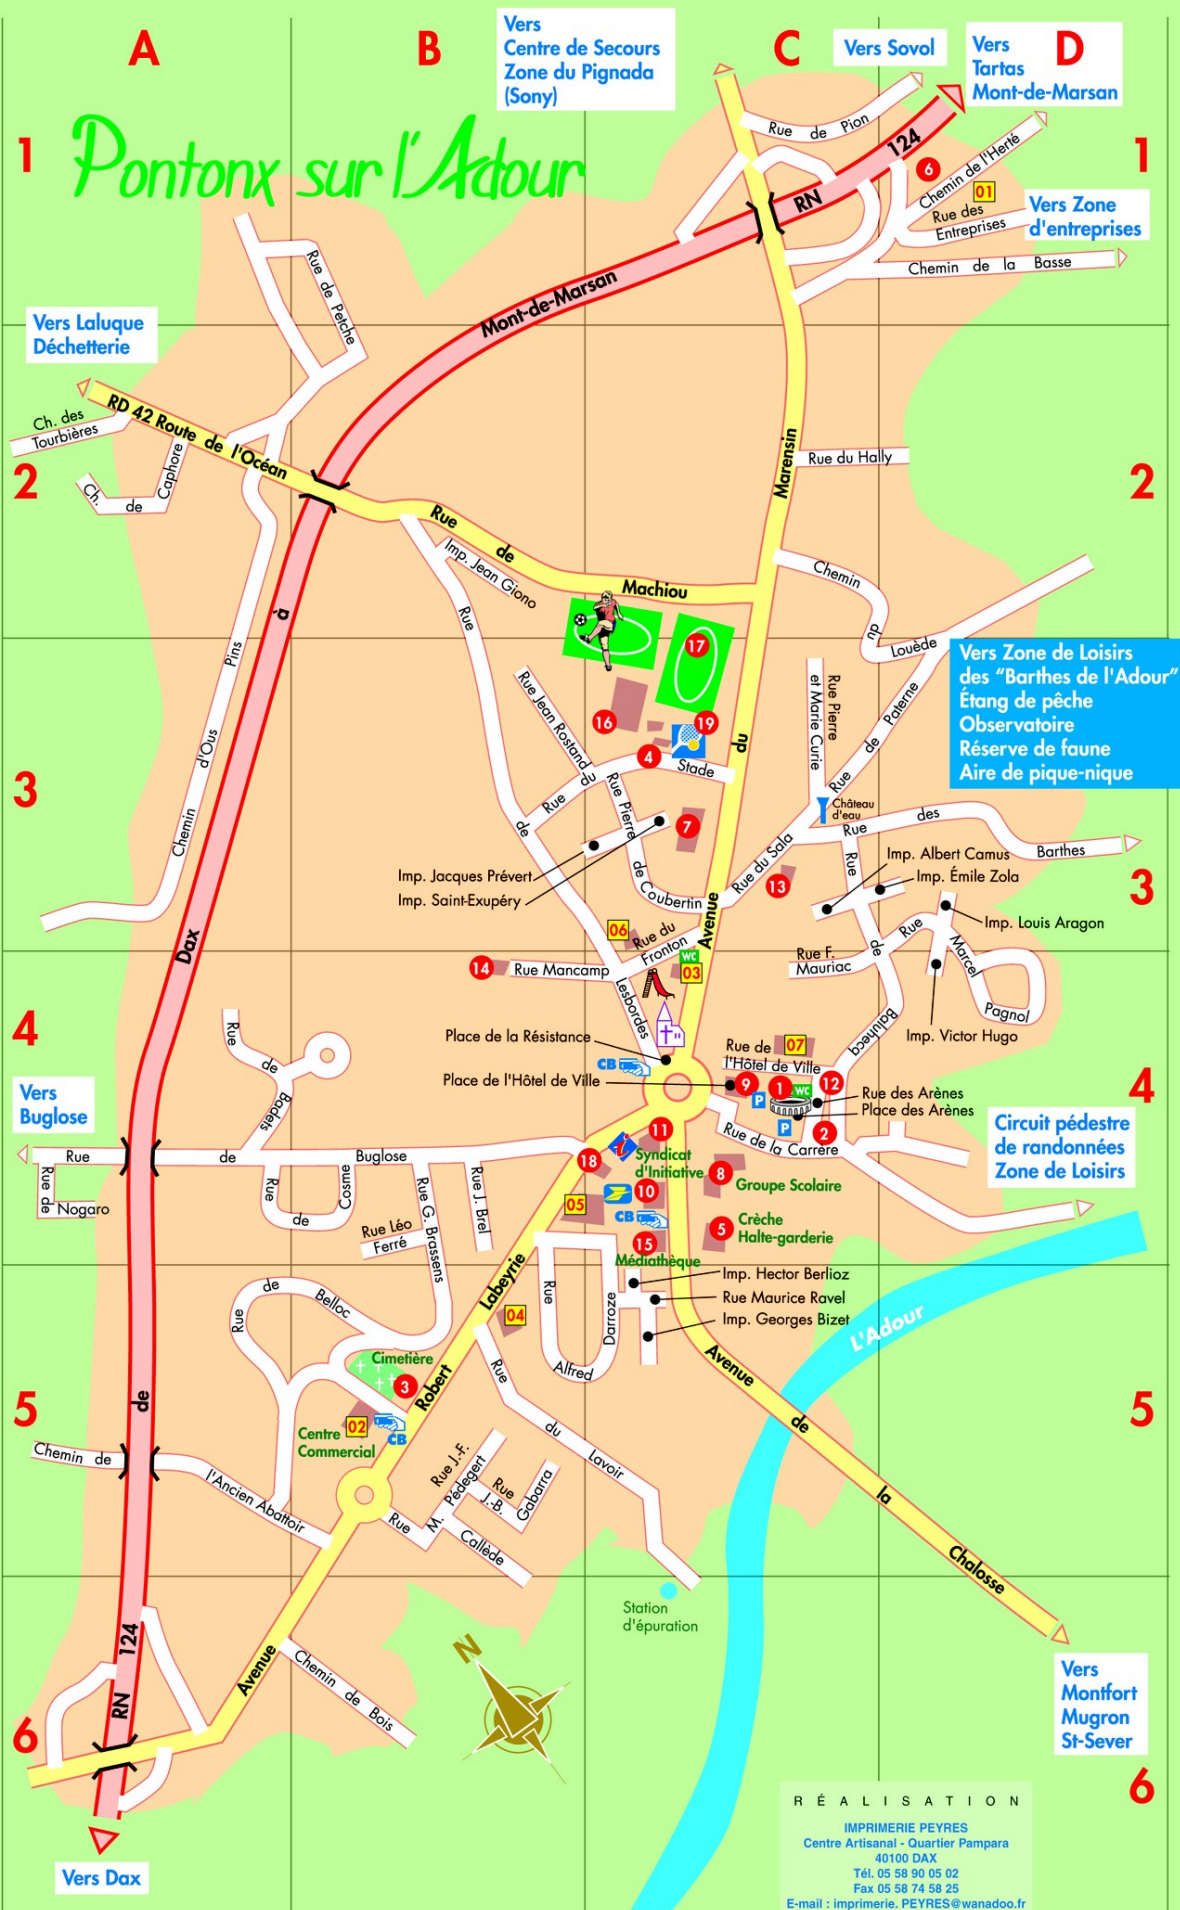 A
B
C
D
Vers
Centre de Secours
Zone du Pignada
(Sony)
Vers Sovol
Vers
Tartas
Mont-de-Marsan
1
Pontonx sur l'Adour
1
Rue de Pion
RN 124
6
Chemin de l'Herté
01
Rue des
Entreprises
Vers Zone
d'entreprises
Chemin de la Basse
Rue de Petche
Mont-de-Marsan
Vers Laluque
Déchetterie
RD 42 Route de l'Océan
Ch. des
Tourbières
Ch. de Caphore
2
2
Marensin
Rue du Hally
Rue de Machiou
Imp. Jean Giono
Chemin du Louède
à
Chemin d'Ous Pins
Rue de Lesbordes
17
16
19
4
Rue Jean Rostand
Rue du Stade
Rue Pierre de Coubertin
7
du
Rue Pierre
et Marie Curie
Rue de Paterne
Vers Zone de Loisirs
des "Barthes de l'Adour"
Étang de pêche
Observatoire
Réserve de faune
Aire de pique-nique
3
3
Château
d'eau
Rue des Barthes
Rue du Sala
13
Imp. Albert Camus
Imp. Émile Zola
Imp. Louis Aragon
Imp. Jacques Prévert
Imp. Saint-Exupéry
Avenue
06
Rue du
Fronton
WC
03
14
Rue Mancamp
Rue F.
Mauriac
Rue Marcel Pagnol
Rue de Baluhecq
Imp. Victor Hugo
Dax
4
4
Rue de Badets
Place de la Résistance
CB
Place de l'Hôtel de Ville
Rue de
l'Hôtel de Ville
07
9
1
WC
12
P
P
2
Rue des Arènes
Place des Arènes
Rue de la Carrère
Vers
Buglose
Rue de Buglose
Rue de
Nogaro
Rue de Cosme
Rue Léo
Ferré
Rue G. Brassens
Rue J. Brel
11
18
Syndicat
d'Initiative
05
10
CB
15
Médiathèque
8
Groupe Scolaire
5
Crèche
Halte-garderie
Circuit pédestre
de randonnées
Zone de Loisirs
Imp. Hector Berlioz
Rue Maurice Ravel
Imp. Georges Bizet
Rue Alfred Darroze
L'Adour
Rue de Belloc
04
Cimetière
3
02
CB
Centre
Commercial
Avenue Robert Labeyrie
Rue du Lavoir
Avenue de la Chalosse
5
5
de
Chemin de l'Ancien Abattoir
Rue J.-F.
Pédegert
Rue
J.-B. Gabarra
Rue M. Callède
Station
d'épuration
RN 124
Chemin de Bois
N
6
6
Vers Dax
Vers
Montfort
Mugron
St-Sever
RÉALISATION
IMPRIMERIE PEYRES
Centre Artisanal - Quartier Pampara
40100 DAX
Tél. 05 58 90 05 02
Fax 05 58 74 58 25
E-mail : imprimerie. PEYRES@wanadoo.fr